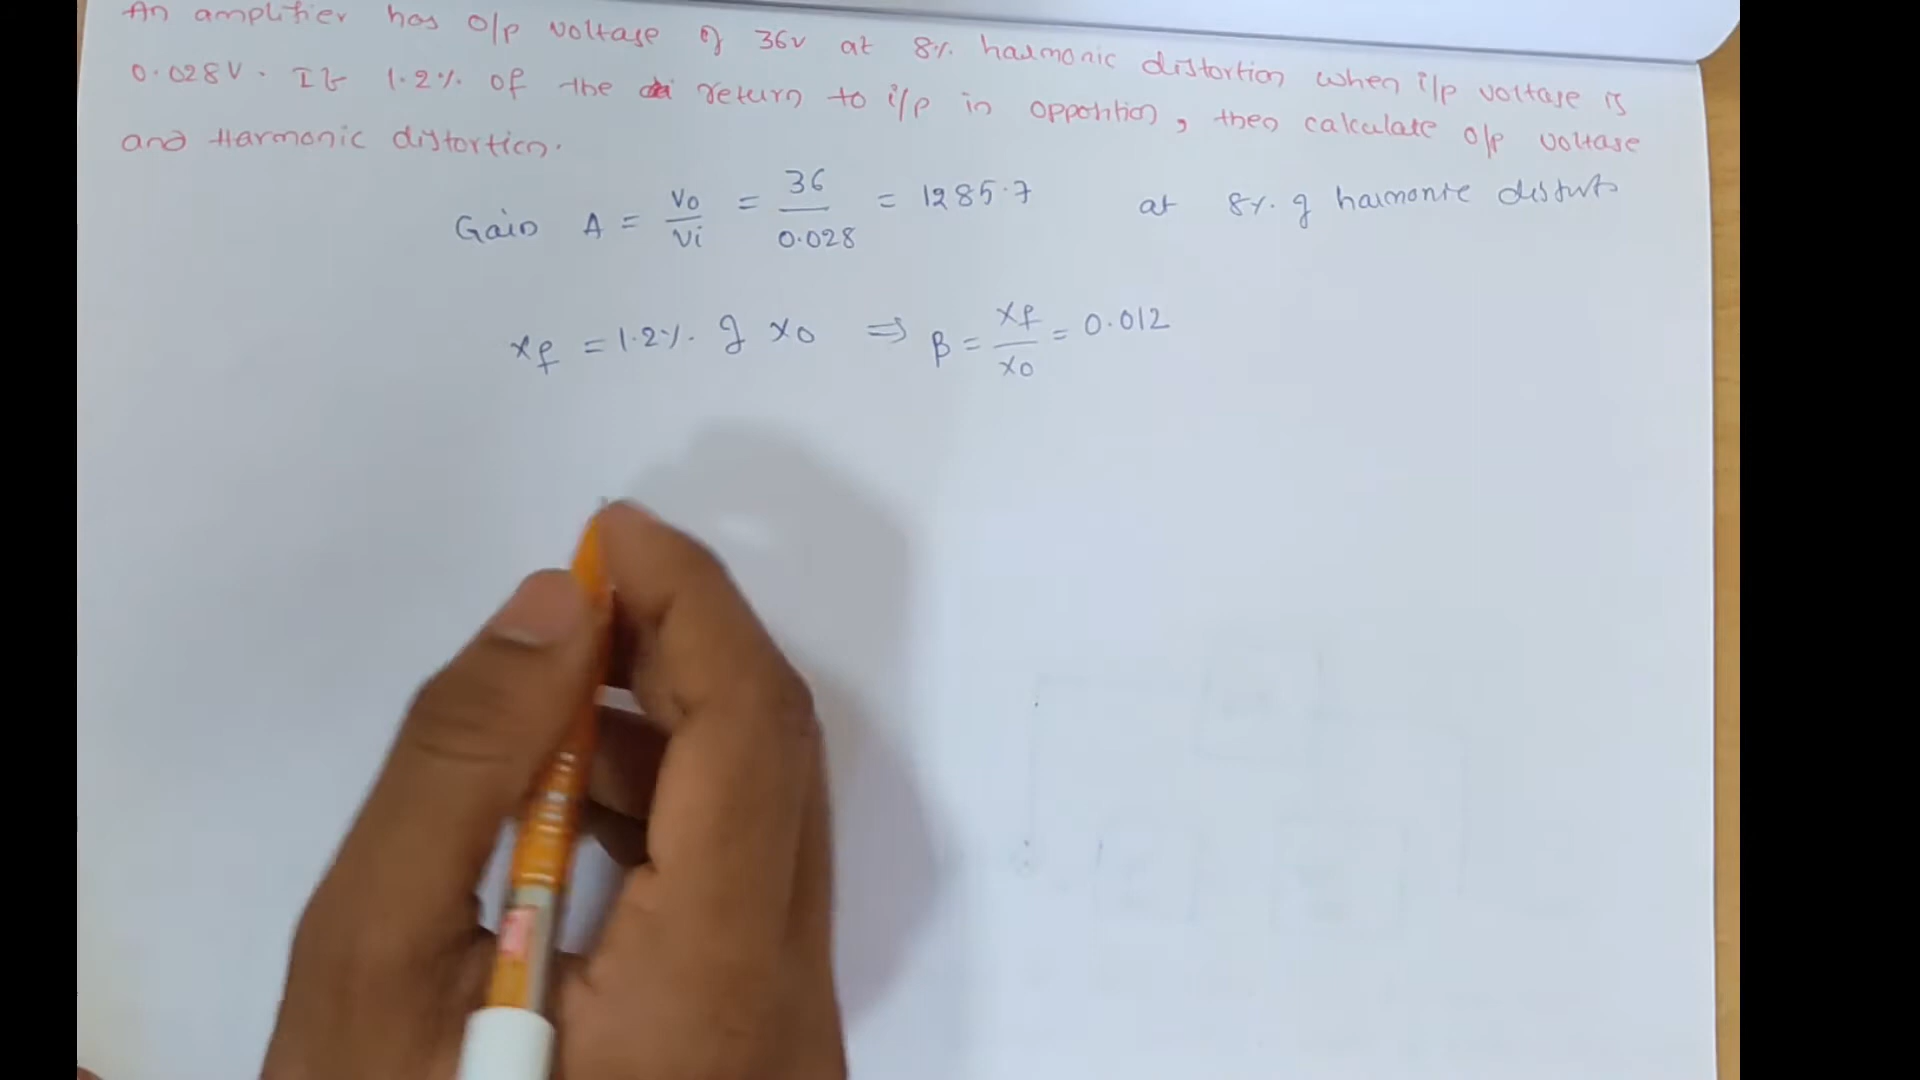 An amplifier has o/p voltage of 36v at 8% harmonic distortion when i/p voltage is
0.028V. If 1.2% of the return to i/p in opposition, then calculate o/p voltage
and Harmonic distortion.
Gain A = Vo/Vi = 36/0.028 = 1285.7 at 8% of harmonic distort
xf = 1.2% of xo ⇒ β = xf/xo = 0.012